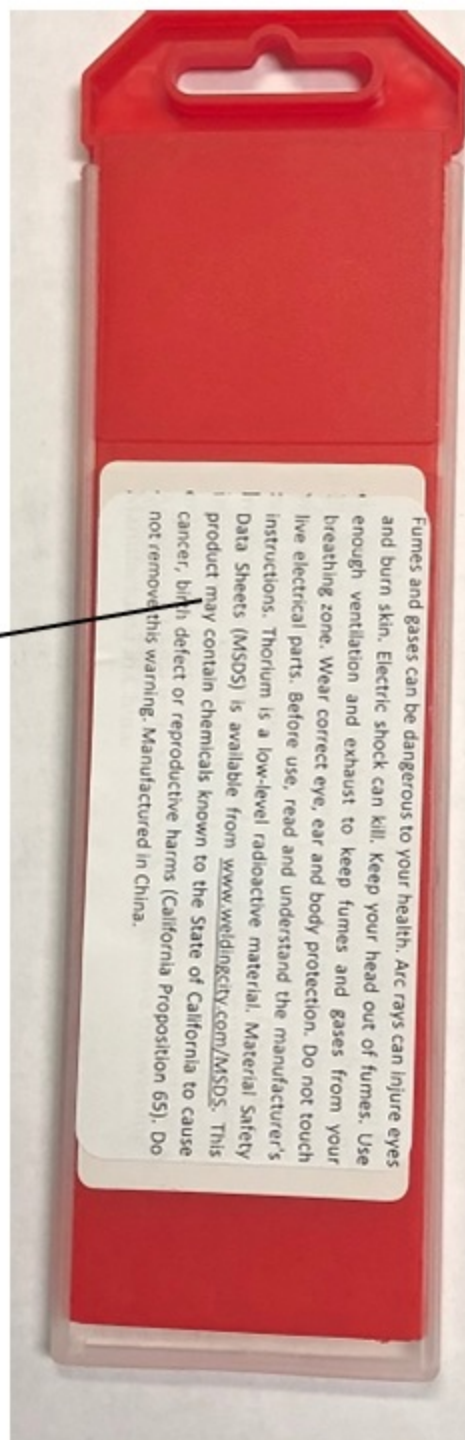 Fumes and gases can be dangerous to your health. Arc rays can injure eyes
and burn skin. Electric shock can kill. Keep your head out of fumes. Use
enough ventilation and exhaust to keep fumes and gases from your
breathing zone. Wear correct eye, ear and body protection. Do not touch
live electrical parts. Before use, read and understand the manufacturer's
instructions. Thorium is a low-level radioactive material. Material Safety
Data Sheets (MSDS) is available from www.weldingcity.com/MSDS. This
product may contain chemicals known to the State of California to cause
cancer, birth defect or reproductive harms (California Proposition 65). Do
not remove this warning. Manufactured in China.